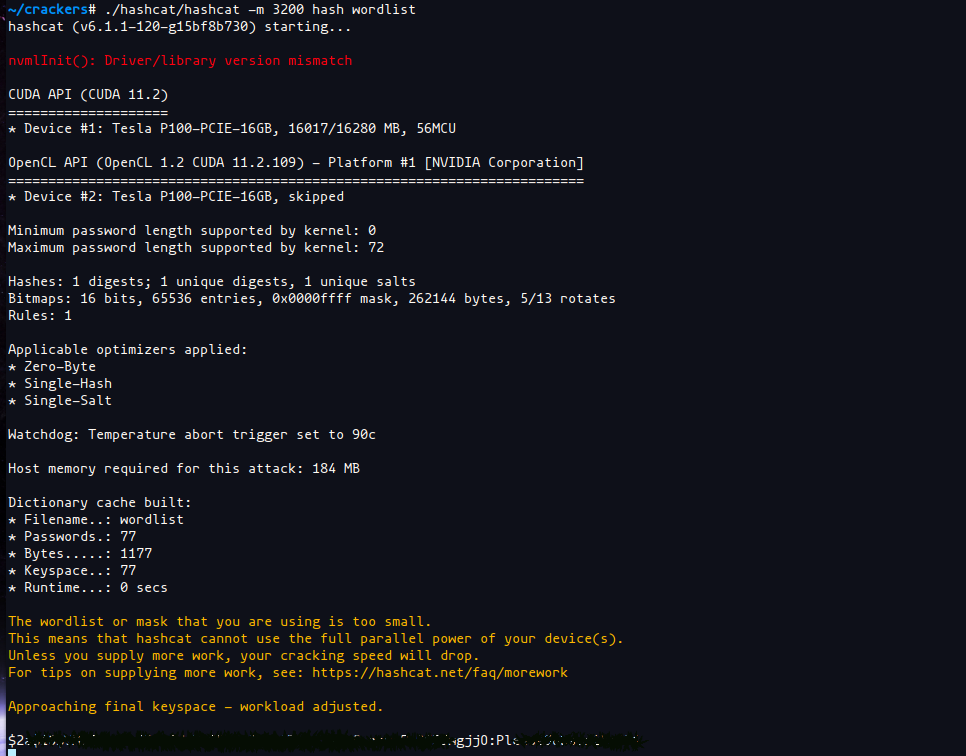 ~/crackers# ./hashcat/hashcat -m 3200 hash wordlist
hashcat (v6.1.1-120-g15bf8b730) starting...
nvmlInit(): Driver/library version mismatch
CUDA API (CUDA 11.2)
====================
* Device #1: Tesla P100-PCIE-16GB, 16017/16280 MB, 56MCU
OpenCL API (OpenCL 1.2 CUDA 11.2.109) - Platform #1 [NVIDIA Corporation]
========================================================================
* Device #2: Tesla P100-PCIE-16GB, skipped
Minimum password length supported by kernel: 0
Maximum password length supported by kernel: 72
Hashes: 1 digests; 1 unique digests, 1 unique salts
Bitmaps: 16 bits, 65536 entries, 0x0000ffff mask, 262144 bytes, 5/13 rotates
Rules: 1
Applicable optimizers applied:
* Zero-Byte
* Single-Hash
* Single-Salt
Watchdog: Temperature abort trigger set to 90c
Host memory required for this attack: 184 MB
Dictionary cache built:
* Filename..: wordlist
* Passwords.: 77
* Bytes.....: 1177
* Keyspace..: 77
* Runtime...: 0 secs
The wordlist or mask that you are using is too small.
This means that hashcat cannot use the full parallel power of your device(s).
Unless you supply more work, your cracking speed will drop.
For tips on supplying more work, see: https://hashcat.net/faq/morework
Approaching final keyspace - workload adjusted.